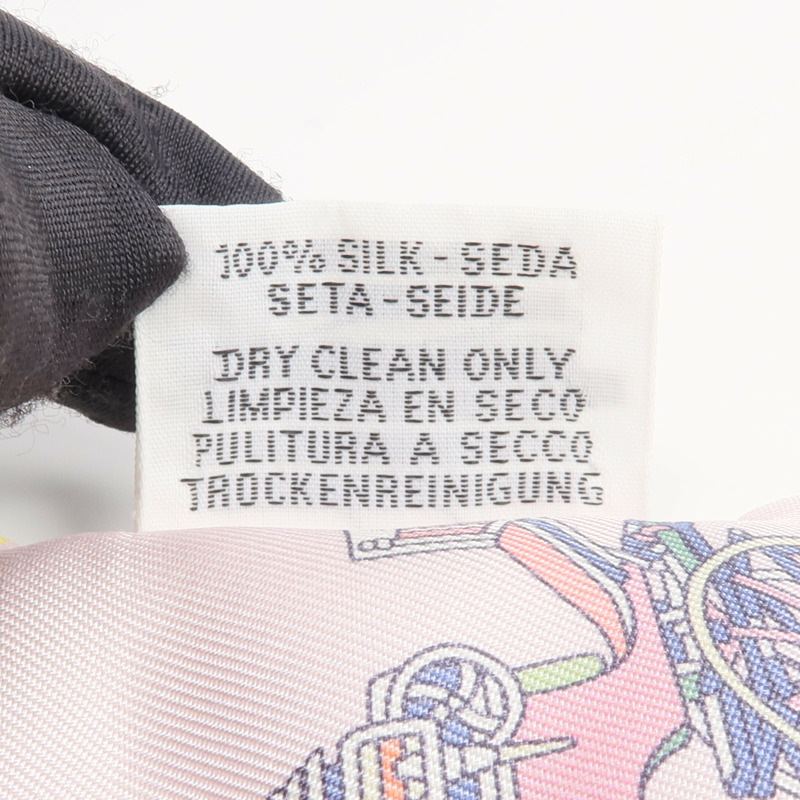 100% SILK - SEDA
SETA - SEIDE
DRY CLEAN ONLY
LIMPIEZA EN SECO
PULITURA A SECCO
TROCKENREINIGUNG